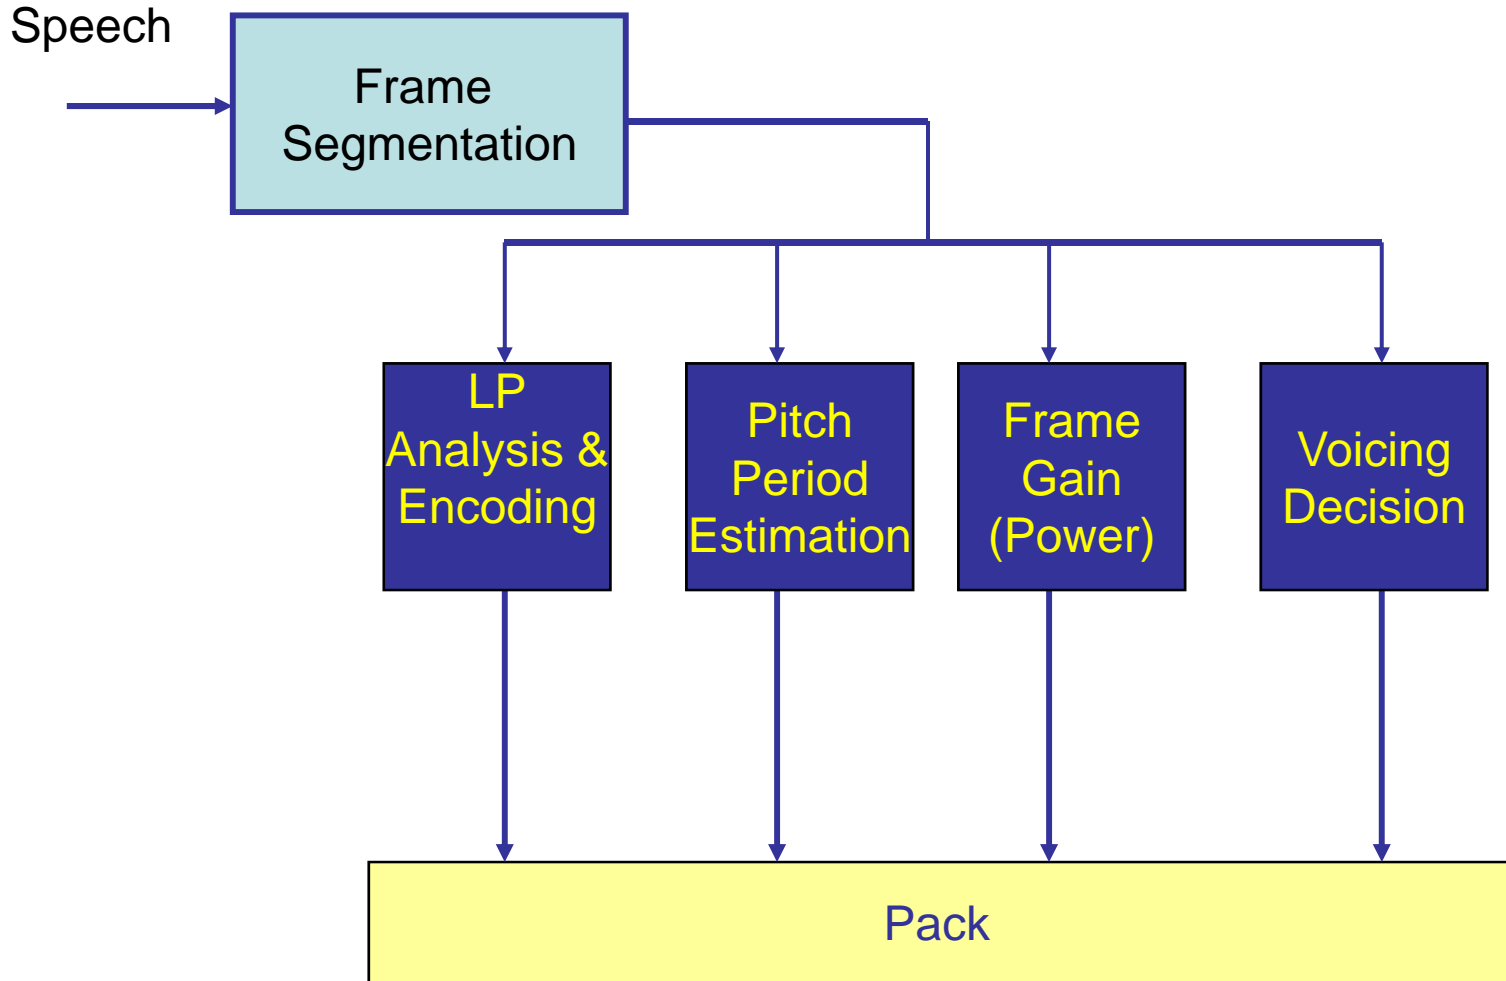 Speech
Frame
Segmentation
LP
Analysis &
Encoding
Pitch
Period
Estimation
Frame
Gain
(Power)
Voicing
Decision
Pack